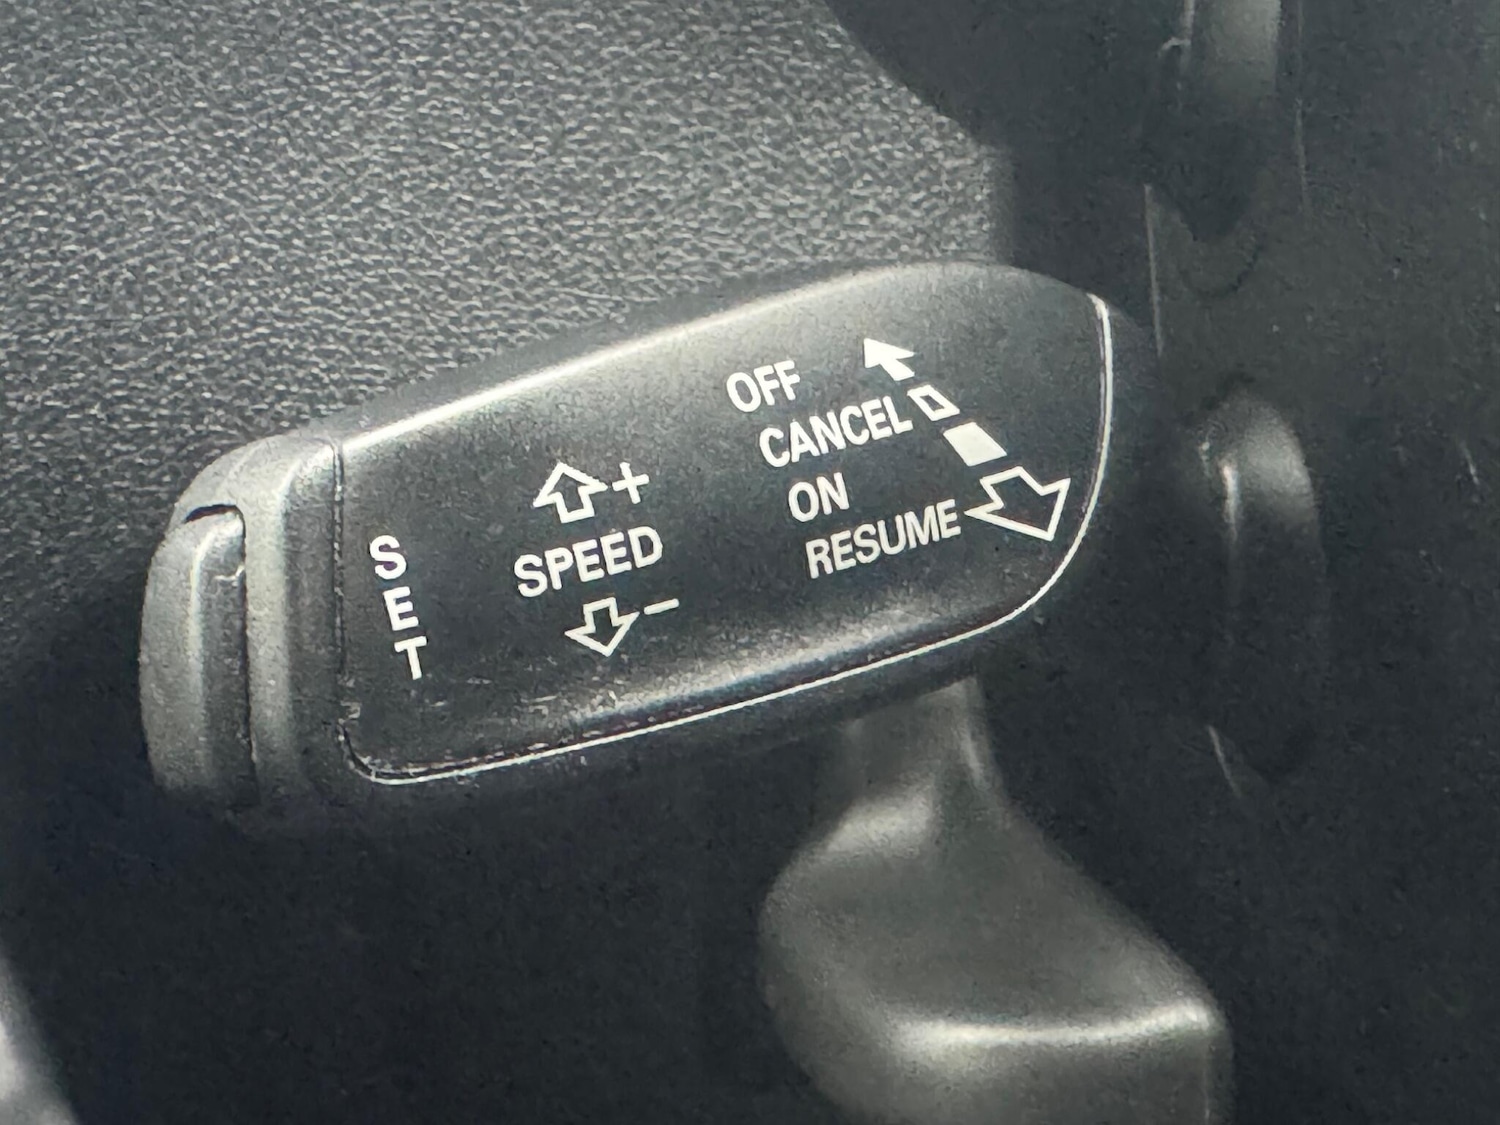 OFF
CANCEL
ON
RESUME
+
SPEED
−
SET